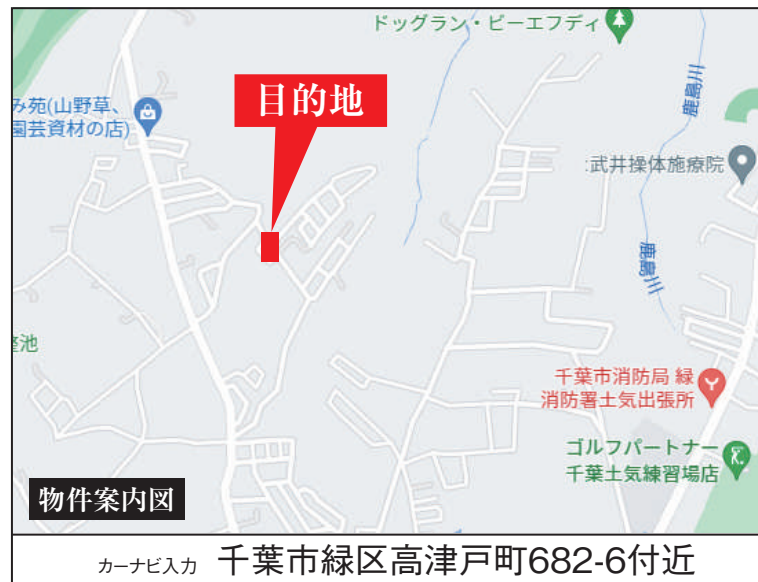 ドッグラン・ビーエフディ
み苑(山野草、
園芸資材の店)
目的地
鹿島川
:武井操体施療院
鹿島川
整池
千葉市消防局 緑
消防署土気出張所
ゴルフパートナー
千葉土気練習場店
物件案内図
カーナビ入力 千葉市緑区高津戸町682-6付近